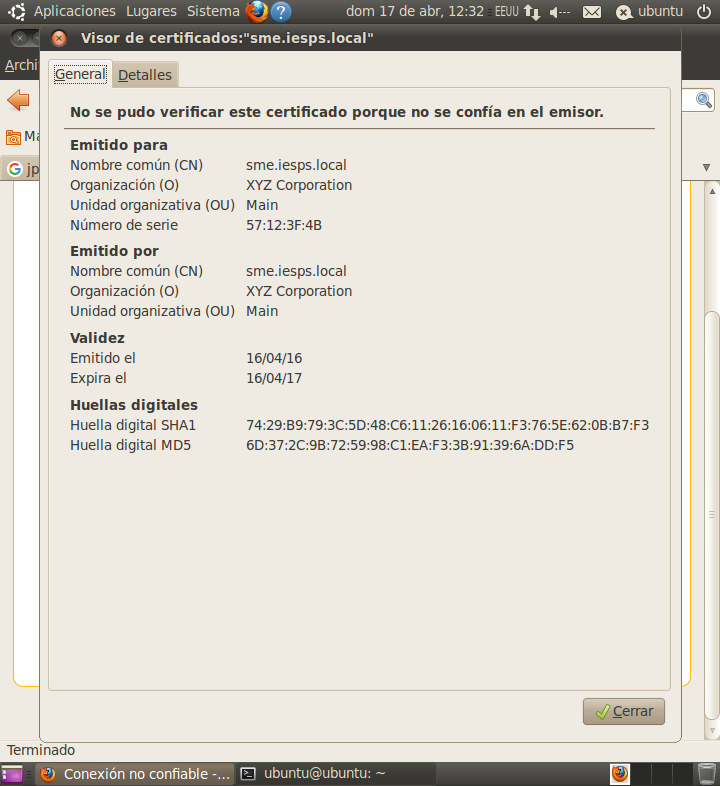 Aplicaciones Lugares Sistema dom 17 de abr, 12:32 EEUU ubuntu
Visor de certificados:"sme.iesps.local"
Archi
General Detalles
Ma
jp
No se pudo verificar este certificado porque no se confía en el emisor.
Emitido para
Nombre común (CN) sme.iesps.local
Organización (O) XYZ Corporation
Unidad organizativa (OU) Main
Número de serie 57:12:3F:4B
Emitido por
Nombre común (CN) sme.iesps.local
Organización (O) XYZ Corporation
Unidad organizativa (OU) Main
Validez
Emitido el 16/04/16
Expira el 16/04/17
Huellas digitales
Huella digital SHA1 74:29:B9:79:3C:5D:48:C6:11:26:16:06:11:F3:76:5E:62:0B:B7:F3
Huella digital MD5 6D:37:2C:9B:72:59:98:C1:EA:F3:3B:91:39:6A:DD:F5
Cerrar
Terminado
Conexión no confiable -... ubuntu@ubuntu: ~